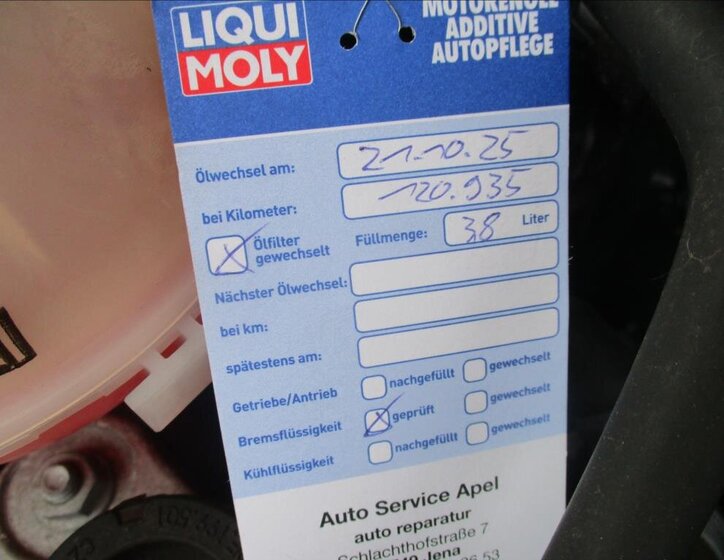 LIQUI MOLY
MOTORENÖLE
ADDITIVE
AUTOPFLEGE
Ölwechsel am: 21.10.25
bei Kilometer: 120.935
Ölfilter gewechselt Füllmenge: 3,8 Liter
Nächster Ölwechsel:
bei km:
spätestens am:
Getriebe/Antrieb nachgefüllt gewechselt
Bremsflüssigkeit geprüft gewechselt
Kühlflüssigkeit nachgefüllt gewechselt
Auto Service Apel
auto reparatur
Schlachthofstraße 7
Jena